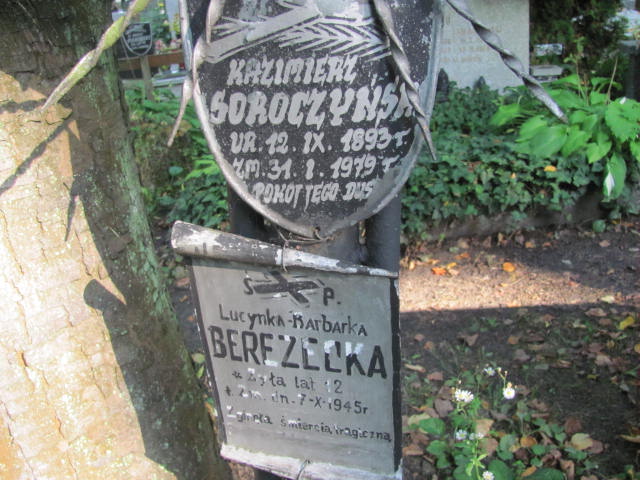 KAZIMIERZ
SOROCZYŃSKI
UR. 12. IX. 1893 r.
ZM. 31. I. 1979 r.
POKÓJ JEGO DUSZY
Ś P.
Lucynka-Barbarka
BEREZECKA
żyła lat 12
zm. dn. 7-X-1945r
Zginęła śmiercią tragiczną